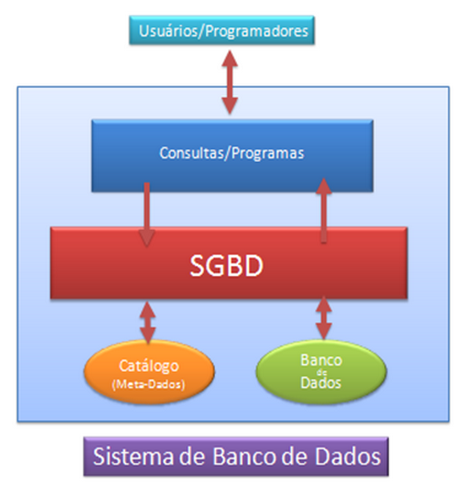 Usuários/Programadores
Consultas/Programas
SGBD
Catálogo
(Meta-Dados)
Banco
de
Dados
Sistema de Banco de Dados